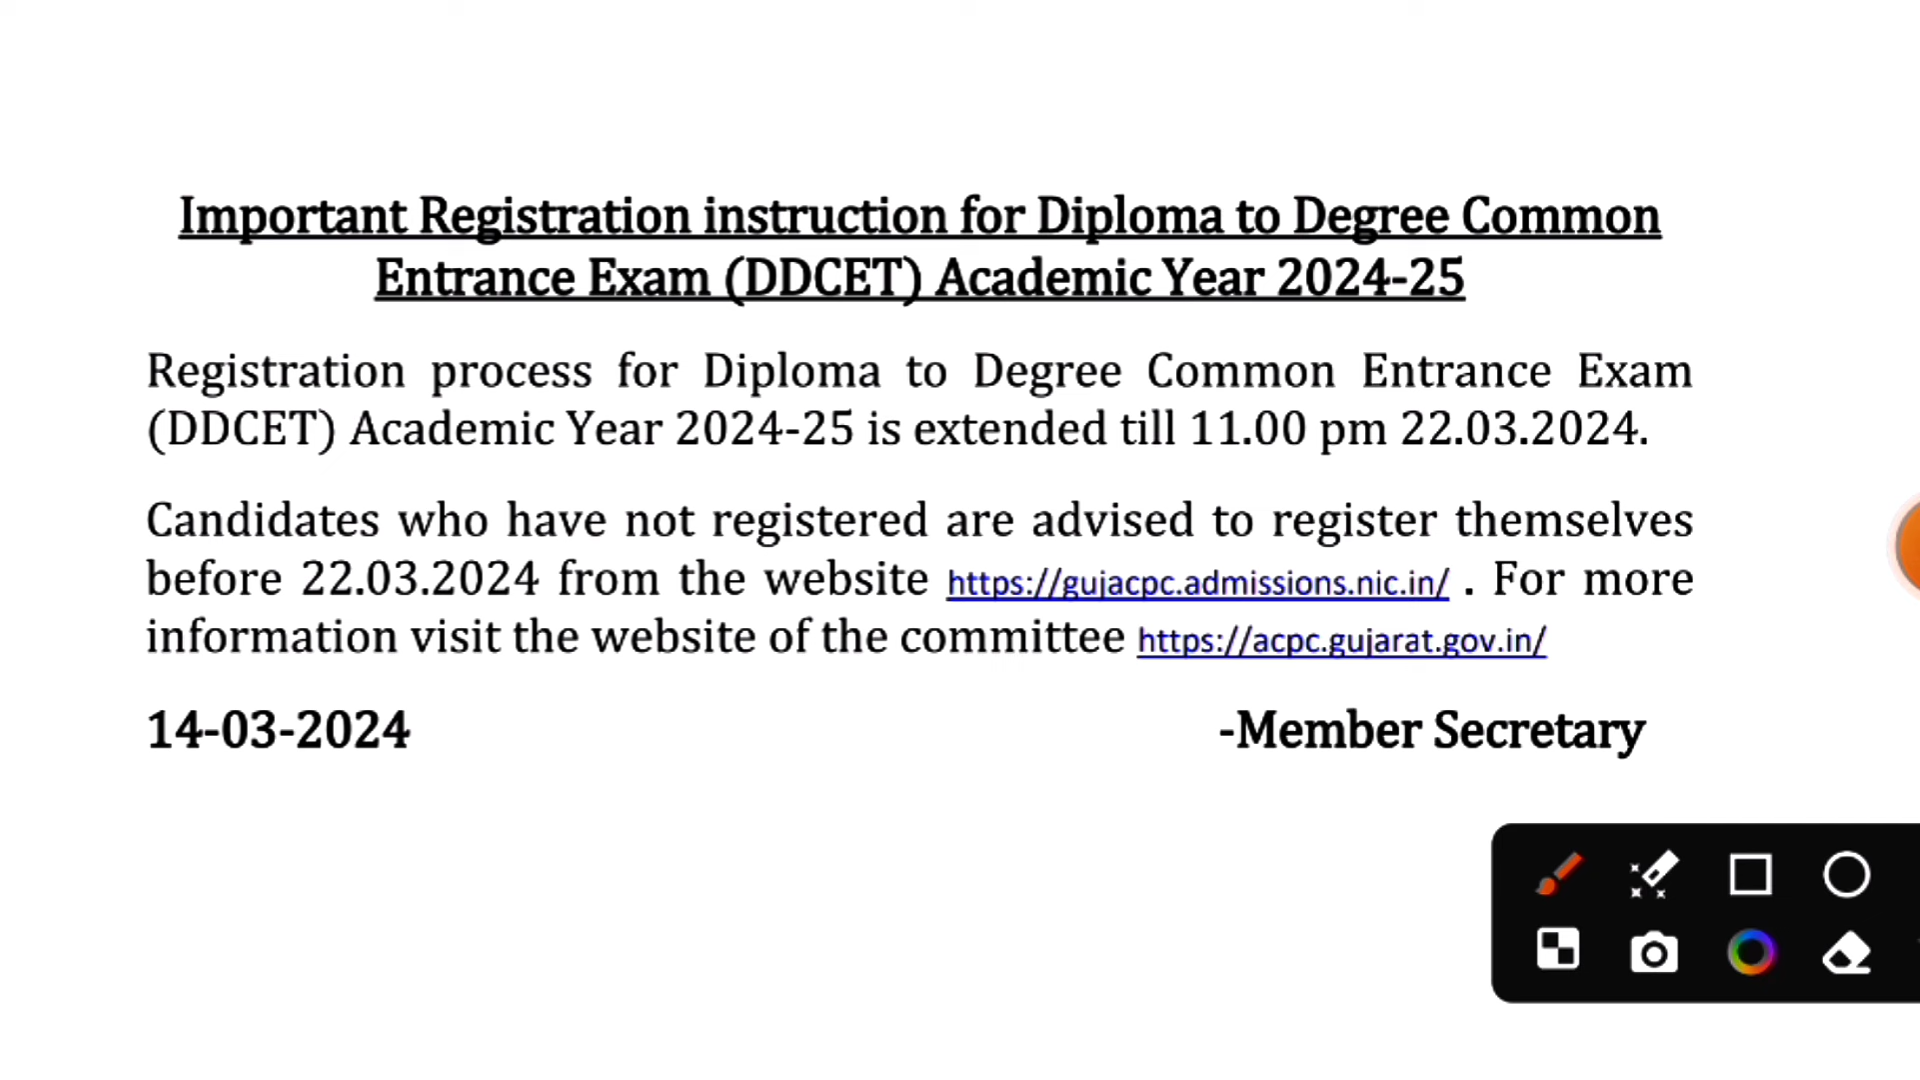 Important Registration instruction for Diploma to Degree Common
Entrance Exam (DDCET) Academic Year 2024-25
Registration process for Diploma to Degree Common Entrance Exam
(DDCET) Academic Year 2024-25 is extended till 11.00 pm 22.03.2024.
Candidates who have not registered are advised to register themselves
before 22.03.2024 from the website https://gujacpc.admissions.nic.in/ . For more
information visit the website of the committee https://acpc.gujarat.gov.in/
14-03-2024 -Member Secretary